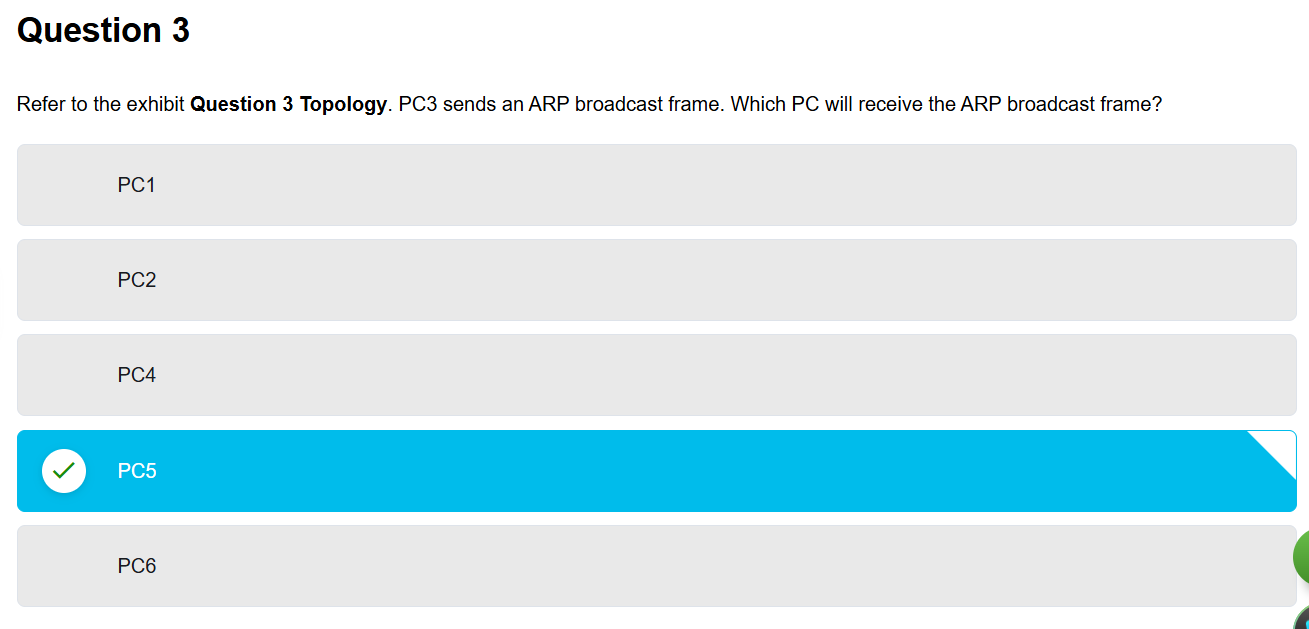 Question 3
Refer to the exhibit Question 3 Topology. PC3 sends an ARP broadcast frame. Which PC will receive the ARP broadcast frame?
PC1
PC2
PC4
PC5
PC6